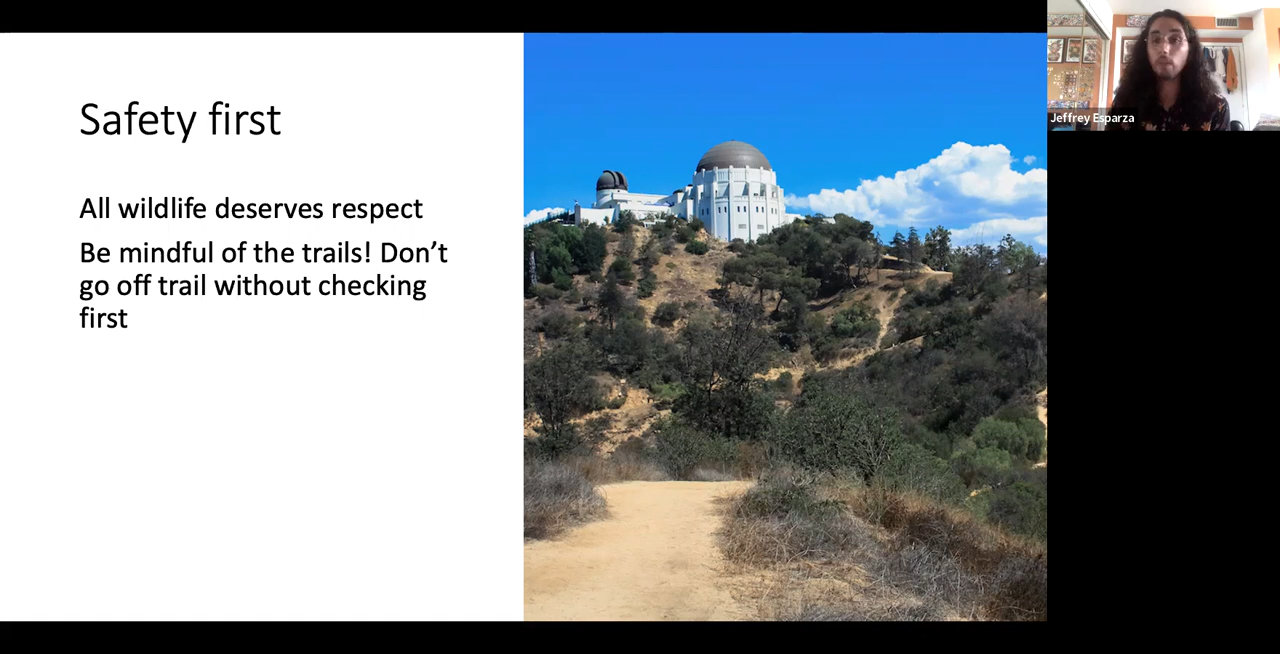 Safety first
All wildlife deserves respect
Be mindful of the trails! Don’t
go off trail without checking
first
Jeffrey Esparza